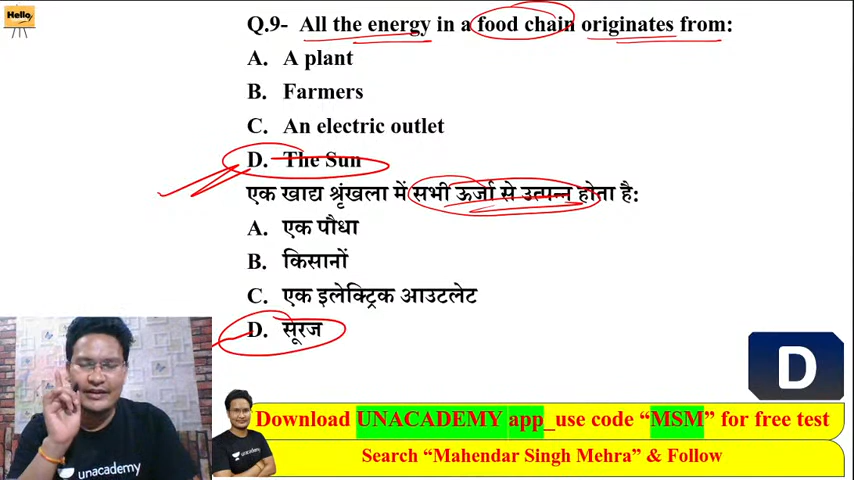 Hello
Q.9- All the energy in a food chain originates from:
A. A plant
B. Farmers
C. An electric outlet
D. The Sun
एक खाद्य श्रृंखला में सभी ऊर्जा से उत्पन्न होता है:
A. एक पौधा
B. किसानों
C. एक इलेक्ट्रिक आउटलेट
D. सूरज
D
unacademy
unacademy
Download UNACADEMY app_use code “MSM” for free test
Search “Mahendar Singh Mehra” & Follow